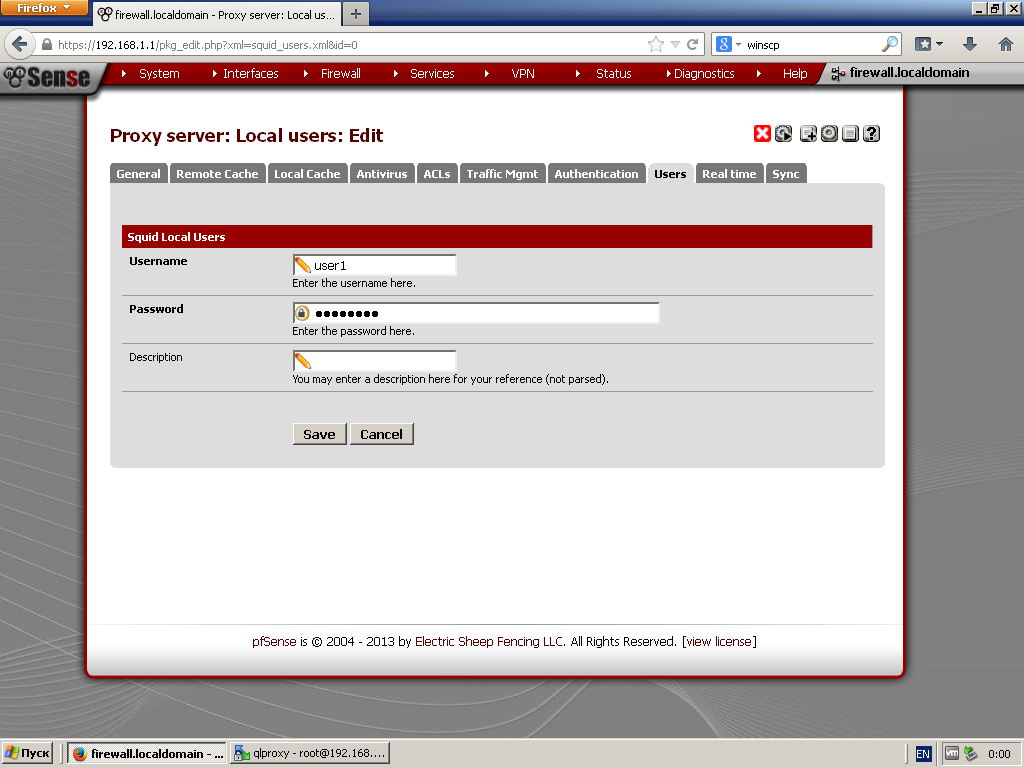 Firefox
firewall.localdomain - Proxy server: Local us...
https://192.168.1.1/pkg_edit.php?xml=squid_users.xml&id=0
8
winscp
Sense
System Interfaces Firewall Services VPN Status Diagnostics Help
firewall.localdomain
Proxy server: Local users: Edit
General Remote Cache Local Cache Antivirus ACLs Traffic Mgmt Authentication Users Real time Sync
Squid Local Users
Username
user1
Enter the username here.
Password
●●●●●●●●
Enter the password here.
Description
You may enter a description here for your reference (not parsed).
Save Cancel
pfSense is © 2004 - 2013 by Electric Sheep Fencing LLC. All Rights Reserved. [view license]
Пуск
firewall.localdomain - ...
qlproxy - root@192.168....
EN
vm
0:00